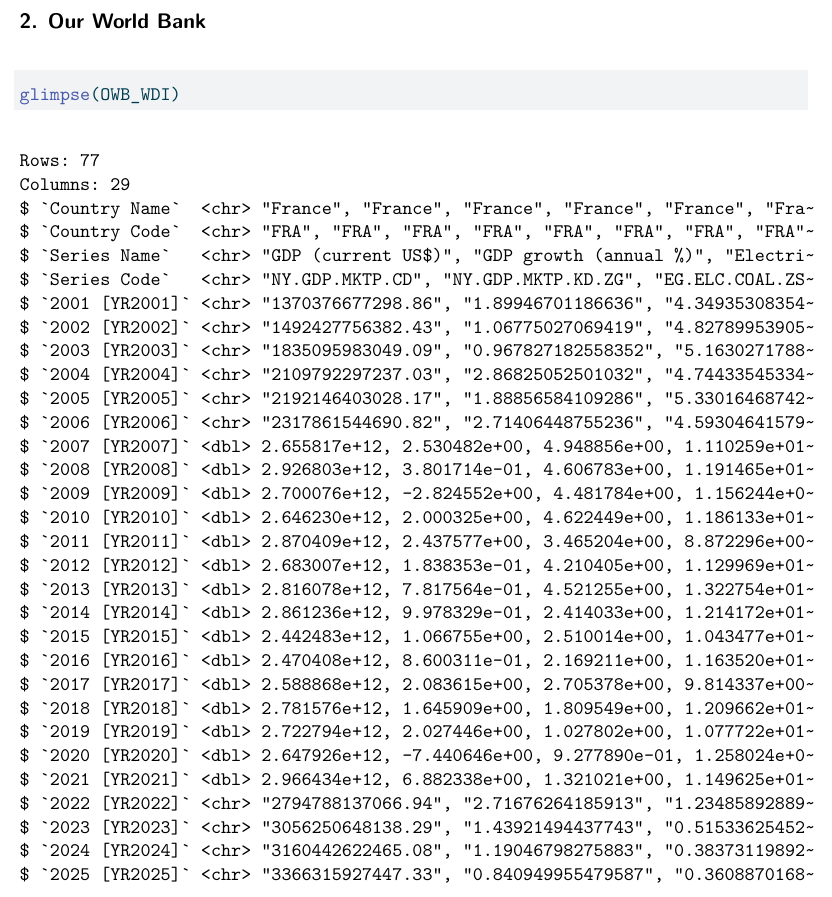 2. Our World Bank
glimpse(OWB_WDI)
Rows: 77
Columns: 29
$ `Country Name`  <chr> "France", "France", "France", "France", "France", "Fra~
$ `Country Code`  <chr> "FRA", "FRA", "FRA", "FRA", "FRA", "FRA", "FRA", "FRA"~
$ `Series Name`   <chr> "GDP (current US$)", "GDP growth (annual %)", "Electri~
$ `Series Code`   <chr> "NY.GDP.MKTP.CD", "NY.GDP.MKTP.KD.ZG", "EG.ELC.COAL.ZS~
$ `2001 [YR2001]` <chr> "1370376677298.86", "1.89946701186636", "4.34935308354~
$ `2002 [YR2002]` <chr> "1492427756382.43", "1.06775027069419", "4.82789953905~
$ `2003 [YR2003]` <chr> "1835095983049.09", "0.967827182558352", "5.1630271788~
$ `2004 [YR2004]` <chr> "2109792297237.03", "2.86825052501032", "4.74433545334~
$ `2005 [YR2005]` <chr> "2192146403028.17", "1.88856584109286", "5.33016468742~
$ `2006 [YR2006]` <chr> "2317861544690.82", "2.71406448755236", "4.59304641579~
$ `2007 [YR2007]` <dbl> 2.655817e+12, 2.530482e+00, 4.948856e+00, 1.110259e+01~
$ `2008 [YR2008]` <dbl> 2.926803e+12, 3.801714e-01, 4.606783e+00, 1.191465e+01~
$ `2009 [YR2009]` <dbl> 2.700076e+12, -2.824552e+00, 4.481784e+00, 1.156244e+0~
$ `2010 [YR2010]` <dbl> 2.646230e+12, 2.000325e+00, 4.622449e+00, 1.186133e+01~
$ `2011 [YR2011]` <dbl> 2.870409e+12, 2.437577e+00, 3.465204e+00, 8.872296e+00~
$ `2012 [YR2012]` <dbl> 2.683007e+12, 1.838353e-01, 4.210405e+00, 1.129969e+01~
$ `2013 [YR2013]` <dbl> 2.816078e+12, 7.817564e-01, 4.521255e+00, 1.322754e+01~
$ `2014 [YR2014]` <dbl> 2.861236e+12, 9.978329e-01, 2.414033e+00, 1.214172e+01~
$ `2015 [YR2015]` <dbl> 2.442483e+12, 1.066755e+00, 2.510014e+00, 1.043477e+01~
$ `2016 [YR2016]` <dbl> 2.470408e+12, 8.600311e-01, 2.169211e+00, 1.163520e+01~
$ `2017 [YR2017]` <dbl> 2.588868e+12, 2.083615e+00, 2.705378e+00, 9.814337e+00~
$ `2018 [YR2018]` <dbl> 2.781576e+12, 1.645909e+00, 1.809549e+00, 1.209662e+01~
$ `2019 [YR2019]` <dbl> 2.722794e+12, 2.027446e+00, 1.027802e+00, 1.077722e+01~
$ `2020 [YR2020]` <dbl> 2.647926e+12, -7.440646e+00, 9.277890e-01, 1.258024e+0~
$ `2021 [YR2021]` <dbl> 2.966434e+12, 6.882338e+00, 1.321021e+00, 1.149625e+01~
$ `2022 [YR2022]` <chr> "2794788137066.94", "2.71676264185913", "1.23485892889~
$ `2023 [YR2023]` <chr> "3056250648138.29", "1.43921494437743", "0.51533625452~
$ `2024 [YR2024]` <chr> "3160442622465.08", "1.19046798275883", "0.38373119892~
$ `2025 [YR2025]` <chr> "3366315927447.33", "0.840949955479587", "0.3608870168~